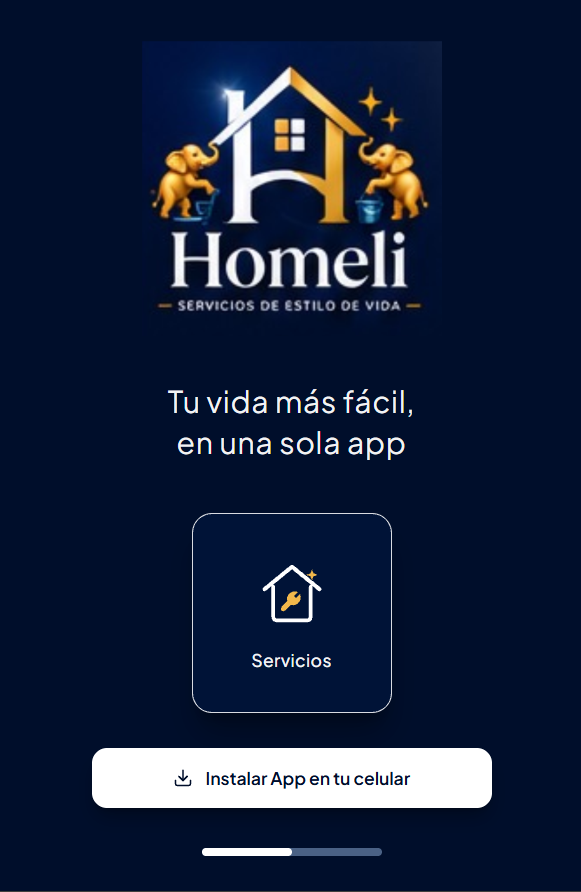 Homeli
SERVICIOS DE ESTILO DE VIDA
Tu vida más fácil,
en una sola app
Servicios
Instalar App en tu celular